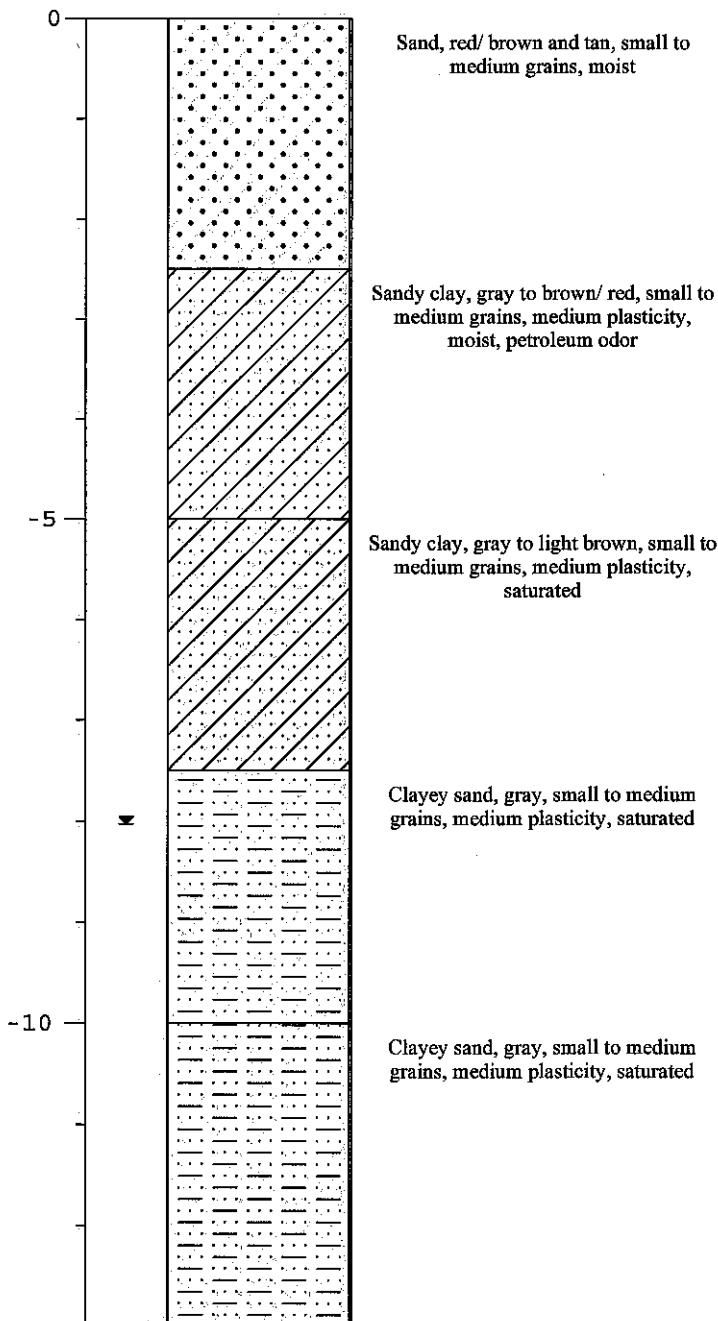 0
Sand, red/ brown and tan, small to
medium grains, moist
Sandy clay, gray to brown/ red, small to
medium grains, medium plasticity,
moist, petroleum odor
-5
Sandy clay, gray to light brown, small to
medium grains, medium plasticity,
saturated
Clayey sand, gray, small to medium
grains, medium plasticity, saturated
-10
Clayey sand, gray, small to medium
grains, medium plasticity, saturated